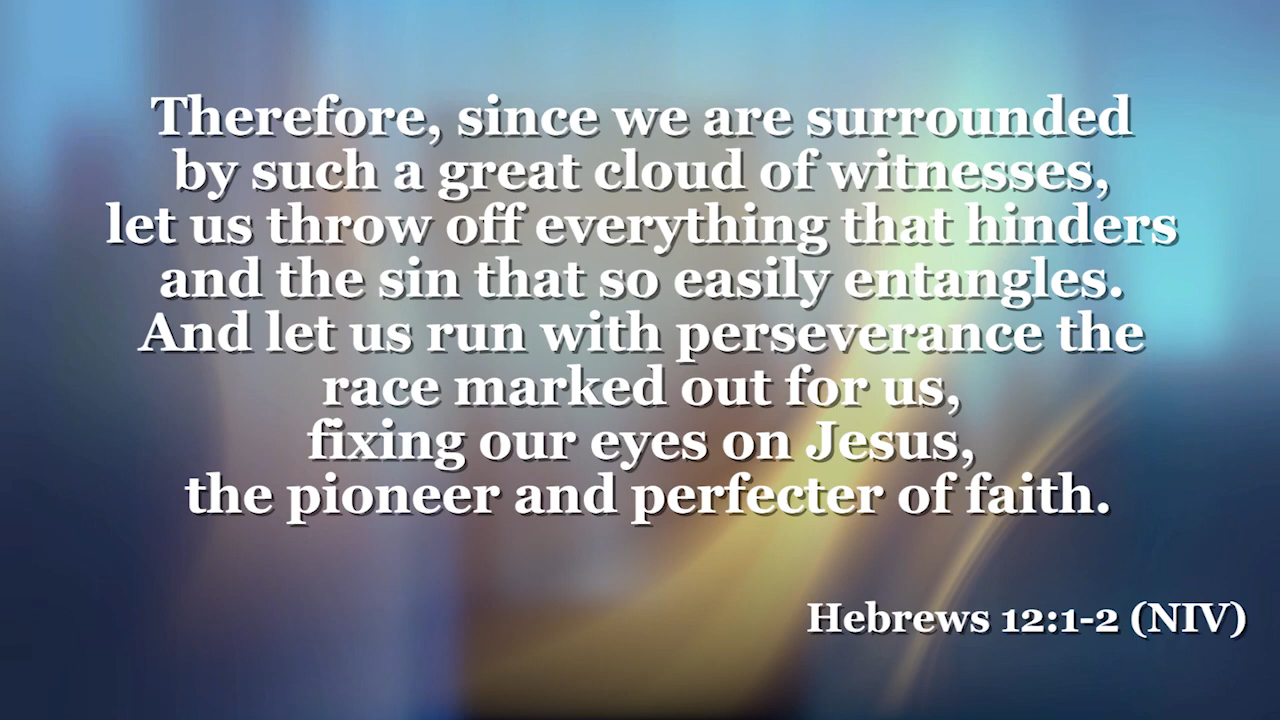 Therefore, since we are surrounded
by such a great cloud of witnesses,
let us throw off everything that hinders
and the sin that so easily entangles.
And let us run with perseverance the
race marked out for us,
fixing our eyes on Jesus,
the pioneer and perfecter of faith.
Hebrews 12:1-2 (NIV)